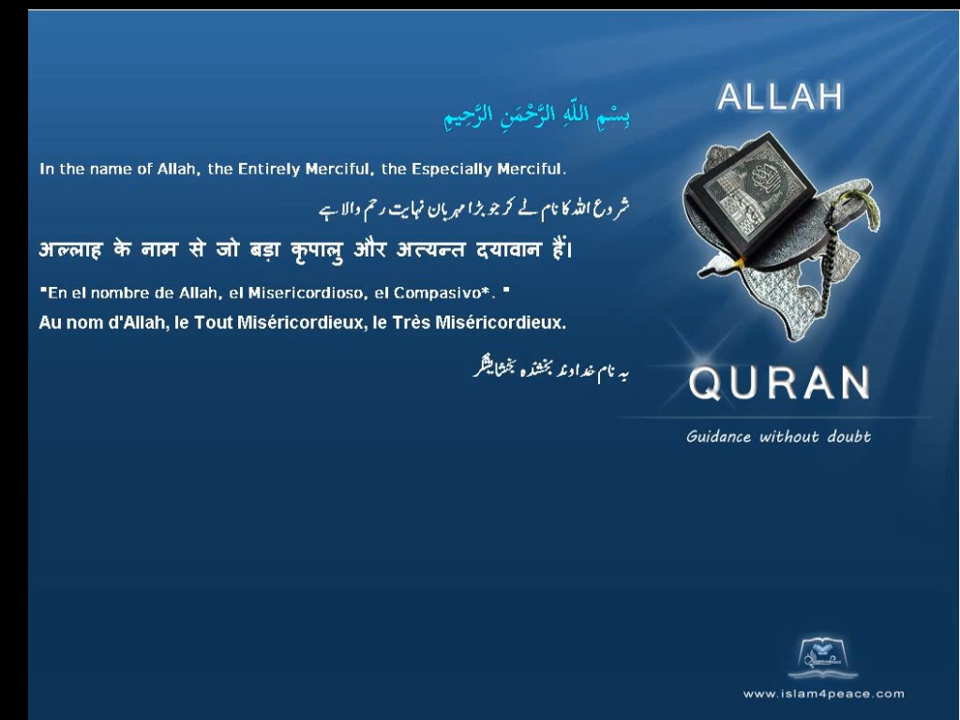 بِسْمِ اللّهِ الرَّحْمَنِ الرَّحِيمِ
In the name of Allah, the Entirely Merciful, the Especially Merciful.
شروع الله کا نام لے کر جو بڑا مہربان نہایت رحم والا ہے
अल्लाह के नाम से जो बड़ा कृपालु और अत्यन्त दयावान हैं।
"En el nombre de Allah, el Misericordioso, el Compasivo*. "
Au nom d'Allah, le Tout Miséricordieux, le Très Miséricordieux.
به نام خداوند بخشنده بخشایشگر
ALLAH
QURAN
Guidance without doubt
www.islam4peace.com